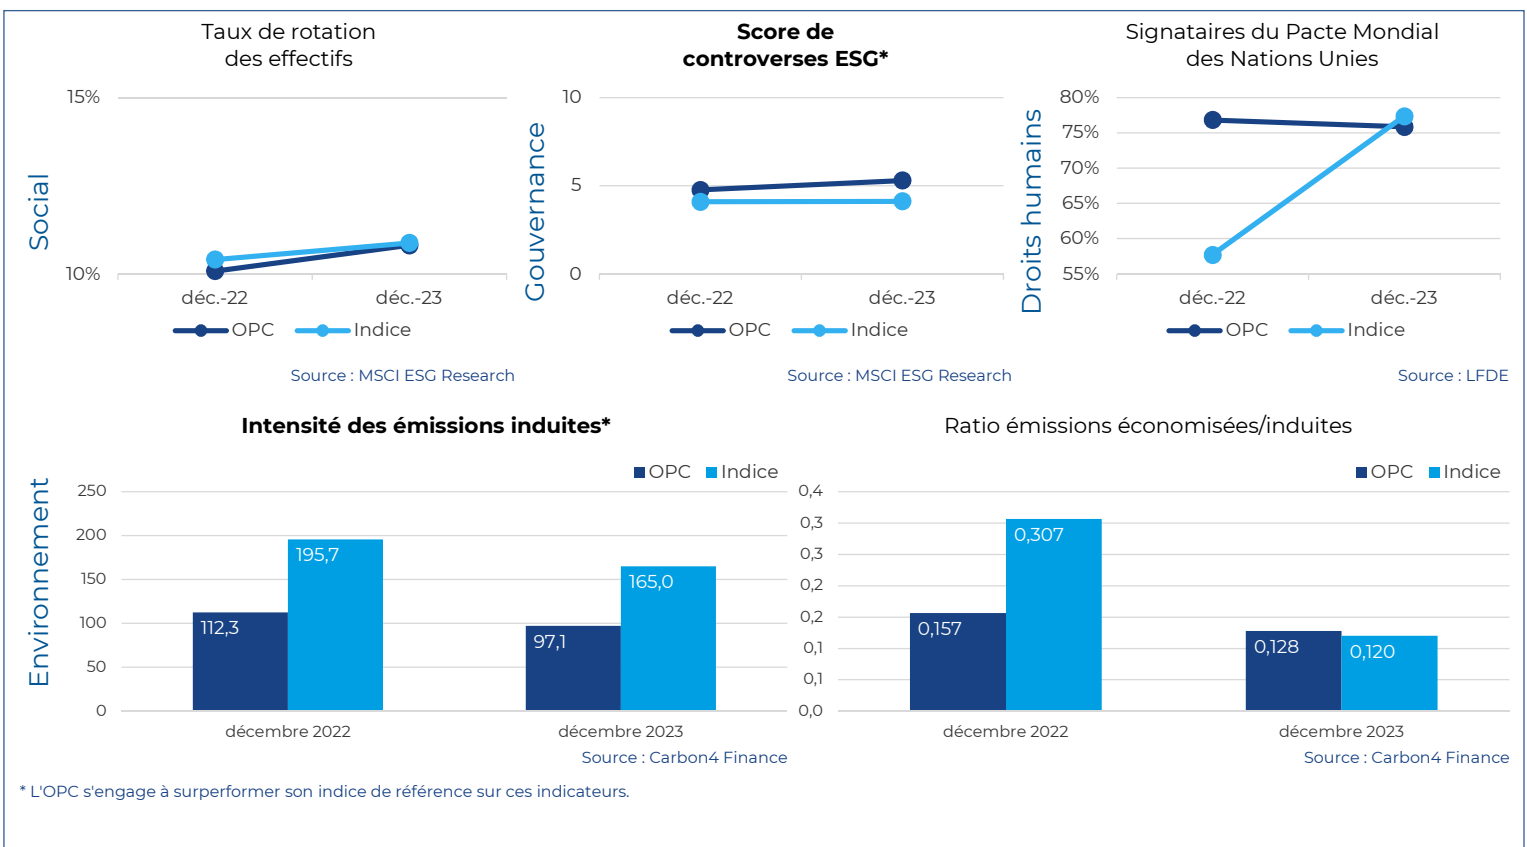 Taux de rotation
des effectifs
Social
15%
10%
déc.-22
déc.-23
OPC
Indice
Source : MSCI ESG Research
Score de
controverses ESG*
Gouvernance
10
5
0
déc.-22
déc.-23
OPC
Indice
Source : MSCI ESG Research
Signataires du Pacte Mondial
des Nations Unies
Droits humains
80%
75%
70%
65%
60%
55%
déc.-22
déc.-23
OPC
Indice
Source : LFDE
Intensité des émissions induites*
Environnement
OPC
Indice
250
200
150
100
50
0
112,3
195,7
97,1
165,0
décembre 2022
décembre 2023
Source : Carbon4 Finance
Ratio émissions économisées/induites
OPC
Indice
0,4
0,3
0,3
0,2
0,2
0,1
0,1
0,0
0,157
0,307
0,128
0,120
décembre 2022
décembre 2023
Source : Carbon4 Finance
* L'OPC s'engage à surperformer son indice de référence sur ces indicateurs.